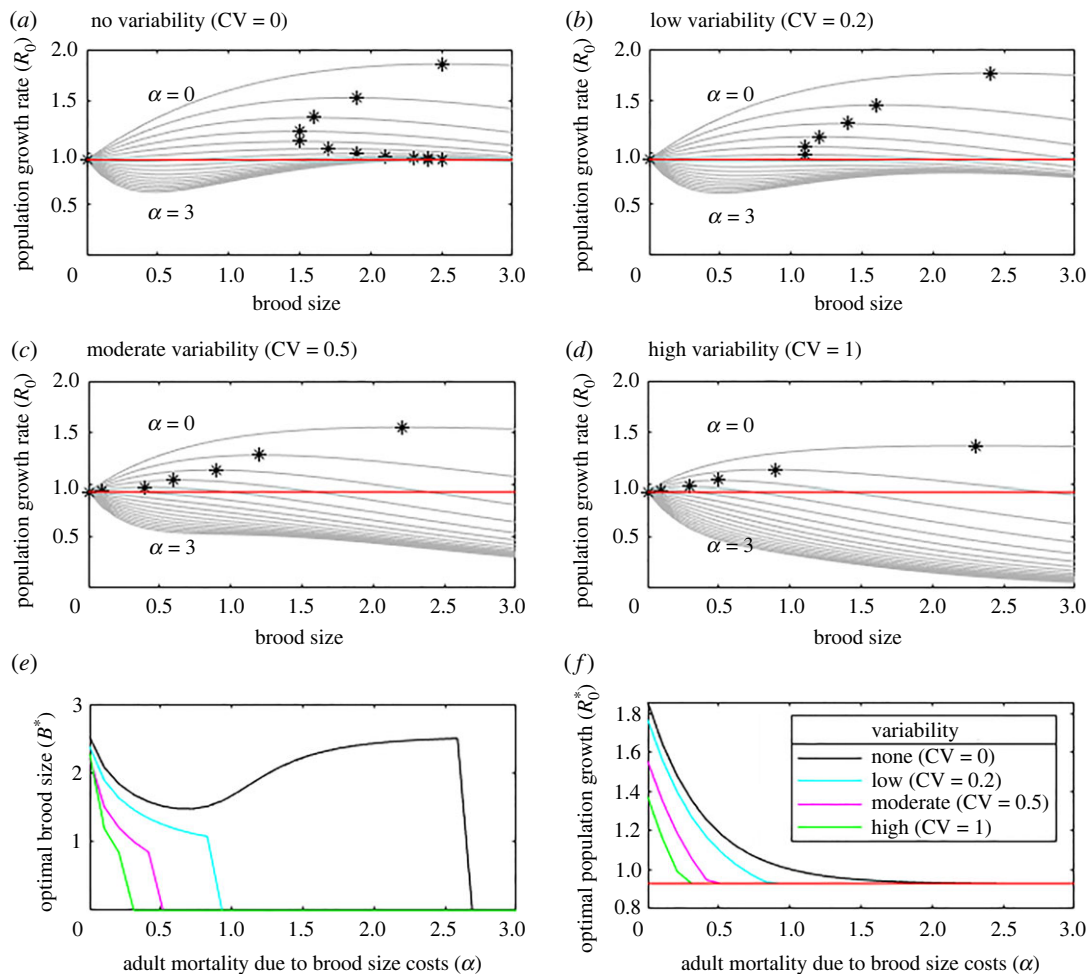 (a) no variability (CV = 0)
population growth rate (R0)
2.0
1.5
1.0
0.5
α = 0
α = 3
0 0.5 1.0 1.5 2.0 2.5 3.0
brood size
(b) low variability (CV = 0.2)
population growth rate (R0)
2.0
1.5
1.0
0.5
α = 0
α = 3
0 0.5 1.0 1.5 2.0 2.5 3.0
brood size
(c) moderate variability (CV = 0.5)
population growth rate (R0)
2.0
1.5
1.0
0.5
α = 0
α = 3
0 0.5 1.0 1.5 2.0 2.5 3.0
brood size
(d) high variability (CV = 1)
population growth rate (R0)
2.0
1.5
1.0
0.5
α = 0
α = 3
0 0.5 1.0 1.5 2.0 2.5 3.0
brood size
(e)
optimal brood size (B*)
3
2
1
0 0.5 1.0 1.5 2.0 2.5 3.0
adult mortality due to brood size costs (α)
(f)
optimal population growth (R0*)
1.8
1.6
1.4
1.2
1.0
0.8
variability
none (CV = 0)
low (CV = 0.2)
moderate (CV = 0.5)
high (CV = 1)
0 0.5 1.0 1.5 2.0 2.5 3.0
adult mortality due to brood size costs (α)